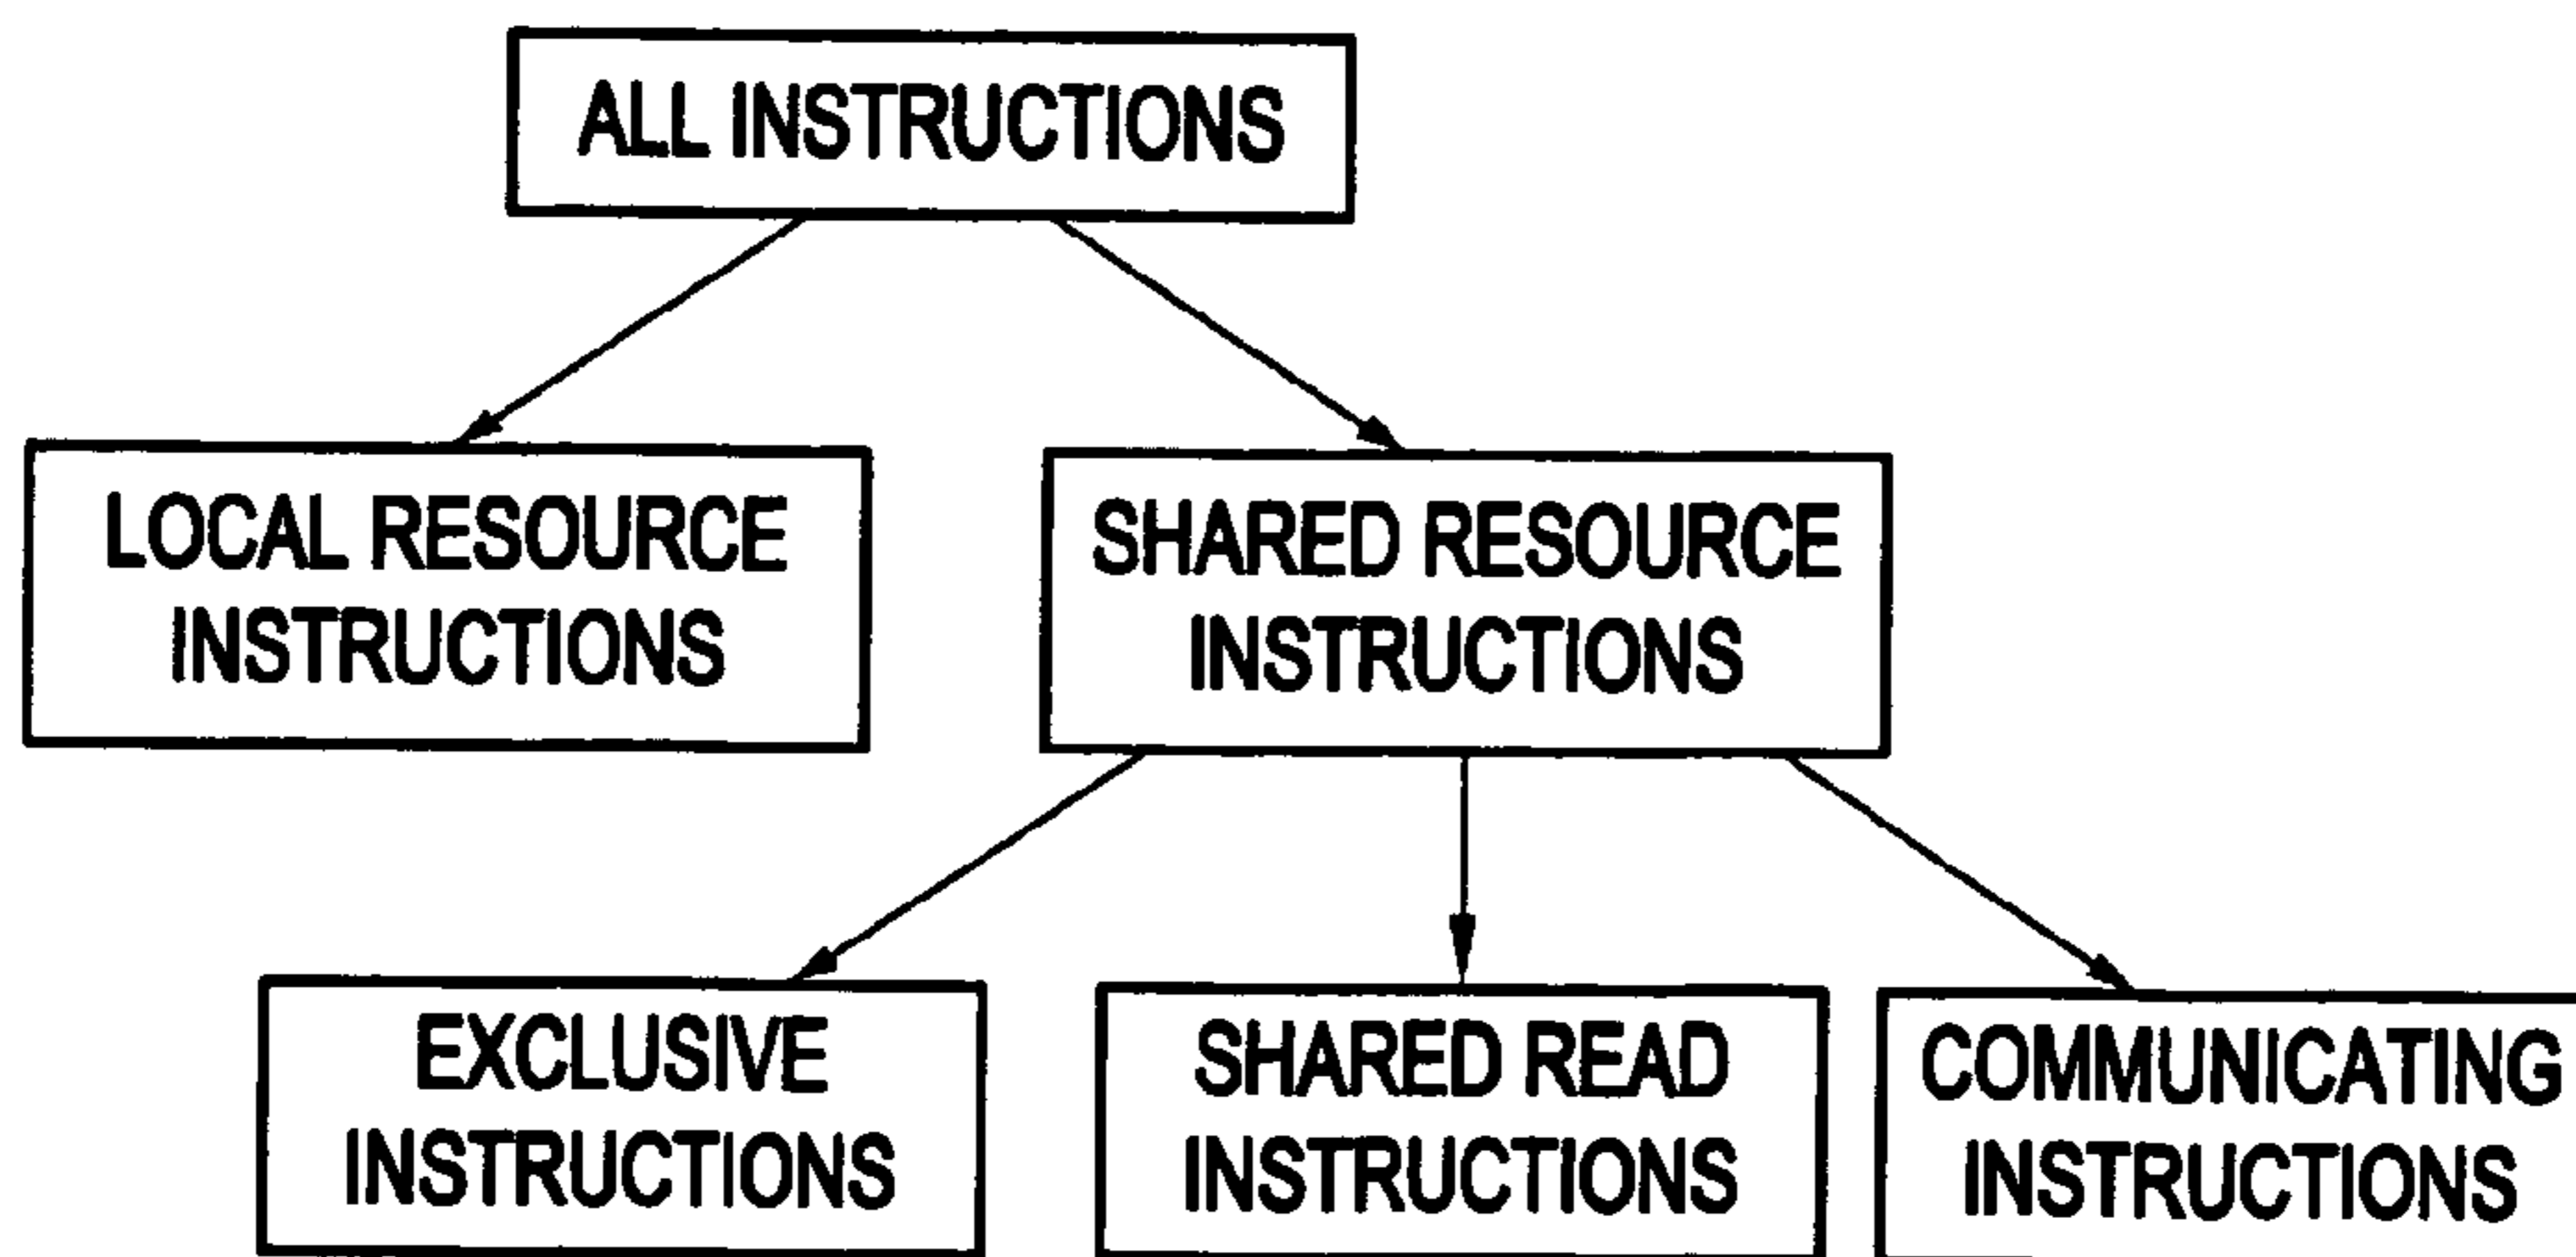 ALL INSTRUCTIONS
LOCAL RESOURCE
INSTRUCTIONS
SHARED RESOURCE
INSTRUCTIONS
EXCLUSIVE
INSTRUCTIONS
SHARED READ
INSTRUCTIONS
COMMUNICATING
INSTRUCTIONS